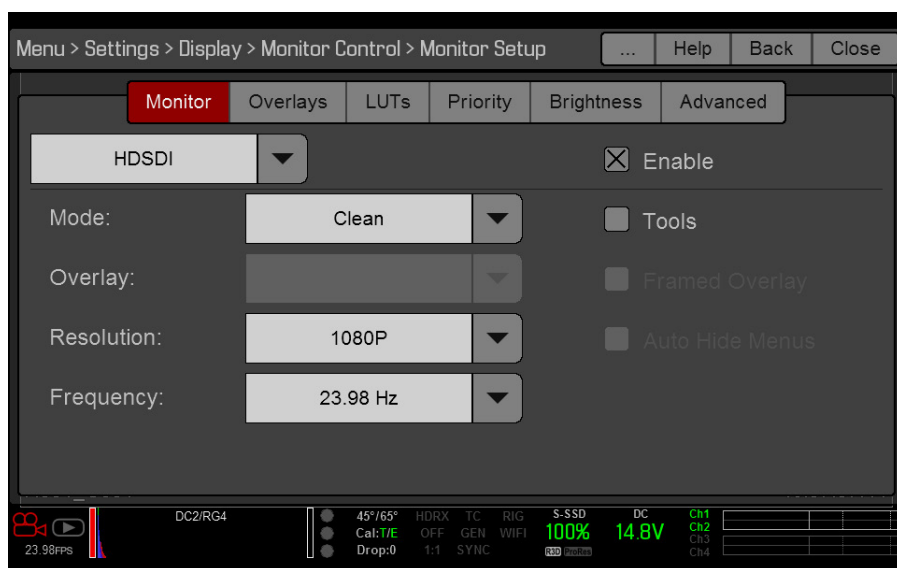 Menu > Settings > Display > Monitor Control > Monitor Setup ... Help Back Close
Monitor Overlays LUTs Priority Brightness Advanced
HDSDI Enable
Mode: Clean Tools
Overlay: Framed Overlay
Resolution: 1080P Auto Hide Menus
Frequency: 23.98 Hz
DC2/RG4 45°/65° HDRX TC RIG S-SSD DC Ch1
Cal:T/E OFF GEN WIFI 100% 14.8V Ch2
23.98FPS Drop:0 1:1 SYNC R3D ProRes Ch3
Ch4